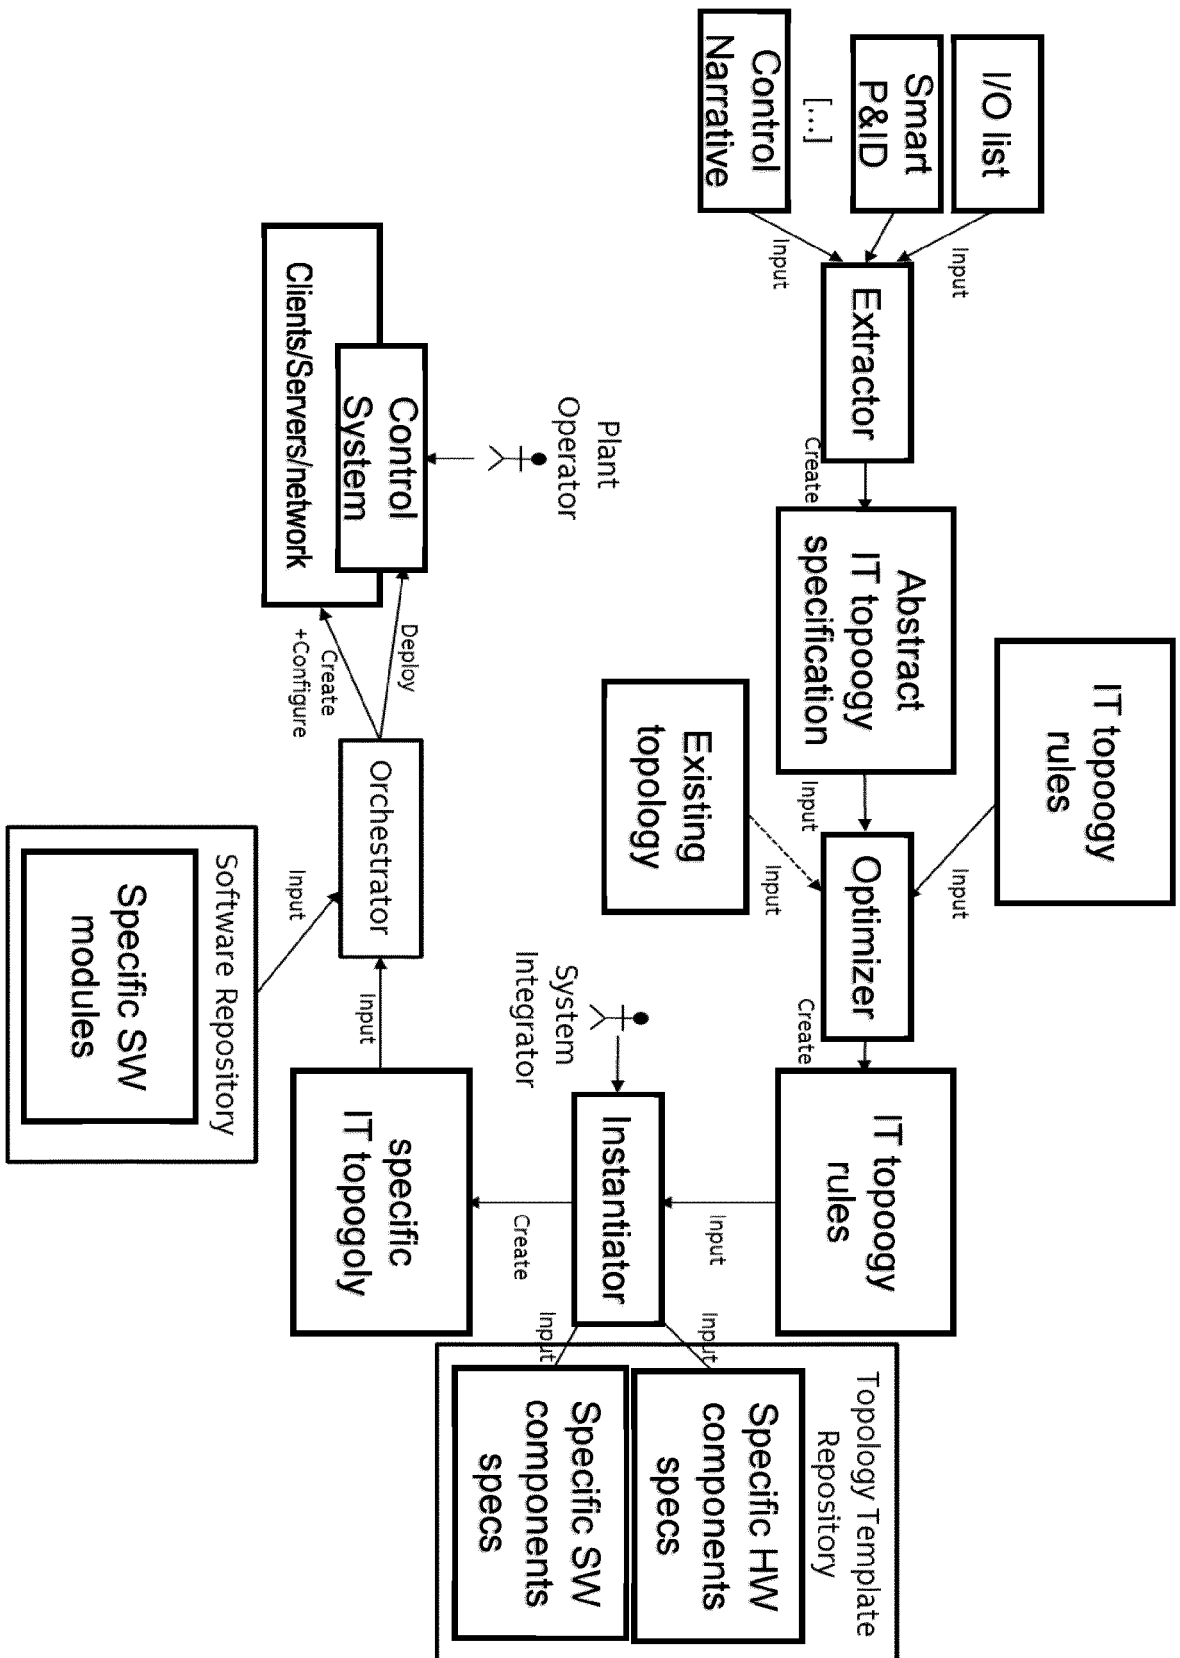 I/O list
Smart
P&ID
[...]
Control
Narrative
Input
Input
Extractor
Create
Abstract
IT topoogy
specification
Input
IT topoogy
rules
Input
Existing
topology
Input
Optimizer
Create
IT topoogy
rules
Input
System
Integrator
Instantiator
Topology Template
Repository
Input
Specific HW
components
specs
Input
Specific SW
components
specs
Create
specific
IT topogoly
Input
Orchestrator
Software Repository
Input
Specific SW
modules
Deploy
Create
+Configure
Plant
Operator
Control
System
Clients/Servers/network